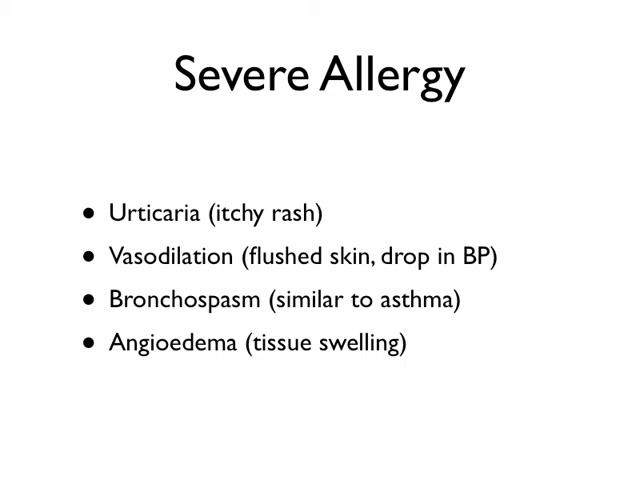 Severe Allergy
• Urticaria (itchy rash)
• Vasodilation (flushed skin, drop in BP)
• Bronchospasm (similar to asthma)
• Angioedema (tissue swelling)